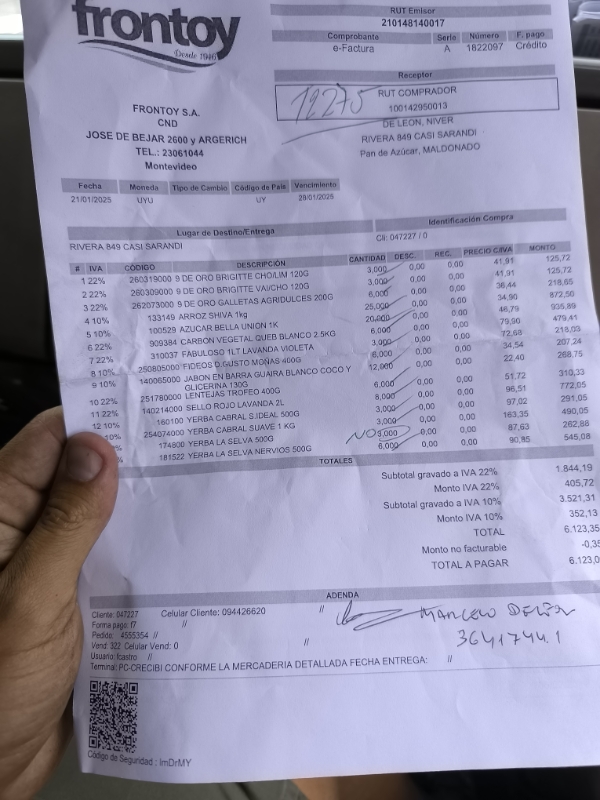 frontoy
Desde 1946
FRONTOY S.A.
CND
JOSE DE BEJAR 2600 y ARGERICH
TEL.: 23061044
Montevideo
RUT Emisor
210148140017
Comprobante Serie Número F. pago
e-Factura A 1822097 Crédito
Receptor
12275
RUT COMPRADOR
100142950013
DE LEON, NIVER
RIVERA 849 CASI SARANDI
Pan de Azúcar, MALDONADO
Fecha Moneda Tipo de Cambio Código de País Vencimiento
21/01/2025 UYU UY
Lugar de Destino/Entrega Identificación Compra
RIVERA 849 CASI SARANDI CII: 047227 / 0
# IVA CÓDIGO DESCRIPCIÓN CANTIDAD DESC. REC. PRECIO C/IVA MONTO
1 22% 260319000 9 DE ORO BRIGITTE CHO/LIM 120G 3,000 0,00 0,00 41,91 125,72
2 22% 260309000 9 DE ORO BRIGITTE VA/CHO 120G 3,000 0,00 0,00 41,91 125,72
3 22% 262073000 9 DE ORO GALLETAS AGRIDULCES 200G 6,000 0,00 0,00 36,44 218,65
4 10% 133149 ARROZ SHIVA 1kg 25,000 0,00 0,00 34,90 872,50
5 10% 100529 AZUCAR BELLA UNION 1K 20,000 0,00 0,00 46,79 935,89
6 22% 909384 CARBON VEGETAL QUEB BLANCO 2.5KG 6,000 0,00 0,00 79,90 479,41
7 22% 310037 FABULOSO 1LT LAVANDA VIOLETA 3,000 0,00 0,00 72,68 218,03
8 10% 250805000 FIDEOS D.GUSTO MOÑAS 400G 6,000 0,00 0,00 34,54 207,24
9 10% 140065000 JABON EN BARRA GUAIRA BLANCO COCO Y 12,000 0,00 0,00 22,40 268,75
GLICERINA 130G
10 22% 251780000 LENTEJAS TROFEO 400G 6,000 0,00 0,00 51,72 310,33
11 22% 140214000 SELLO ROJO LAVANDA 2L 8,000 0,00 0,00 96,51 772,05
12 10% 160100 YERBA CABRAL S.IDEAL 500G 3,000 0,00 0,00 97,02 291,05
10% 254074000 YERBA CABRAL SUAVE 1 KG 3,000 0,00 0,00 163,35 490,05
174800 YERBA LA SELVA 500G NO 3,000 0,00 0,00 87,63 262,88
181522 YERBA LA SELVA NERVIOS 500G 6,000 0,00 0,00 90,85 545,08
TOTALES
Subtotal gravado a IVA 22% 1.844,19
Monto IVA 22% 405,72
Subtotal gravado a IVA 10% 3.521,31
Monto IVA 10% 352,13
TOTAL 6.123,35
Monto no facturable -0,35
TOTAL A PAGAR 6.123,0
ADENDA
Cliente: 047227 Celular Cliente: 094426620 //
Forma pago: f7 //
Pedido: 4555354 //
Vend: 322 Celular Vend: 0 //
Usuario: lcastro //
Terminal: PC-CRECIBI CONFORME LA MERCADERIA DETALLADA FECHA ENTREGA: //
MARCELO DELEÓN
3641744.1
Código de Seguridad : ImDrMY